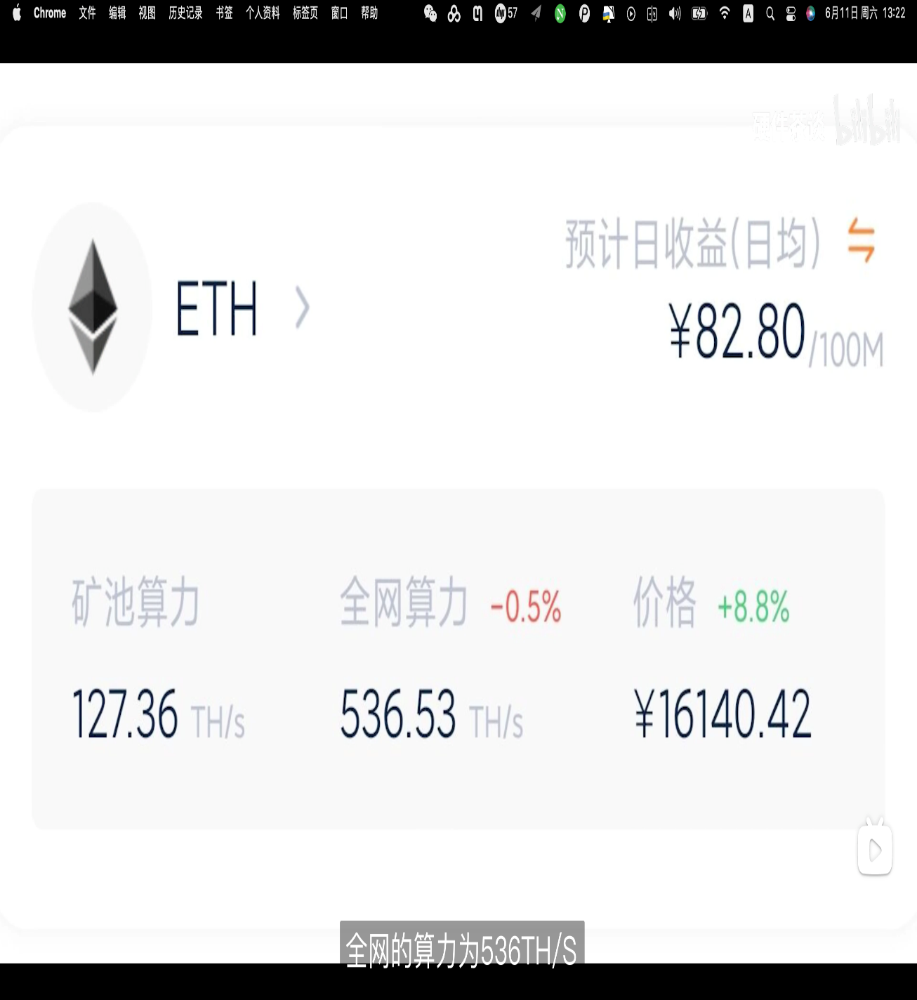 Chrome 文件 编辑 视图 历史记录 书签 个人资料 标签页 窗口 帮助 57 A 6月11日 周六 13:22
bilibili
预计日收益(日均)
ETH
¥82.80/100M
矿池算力 全网算力 -0.5% 价格 +8.8%
127.36 TH/s 536.53 TH/s ¥16140.42
全网的算力为536TH/S